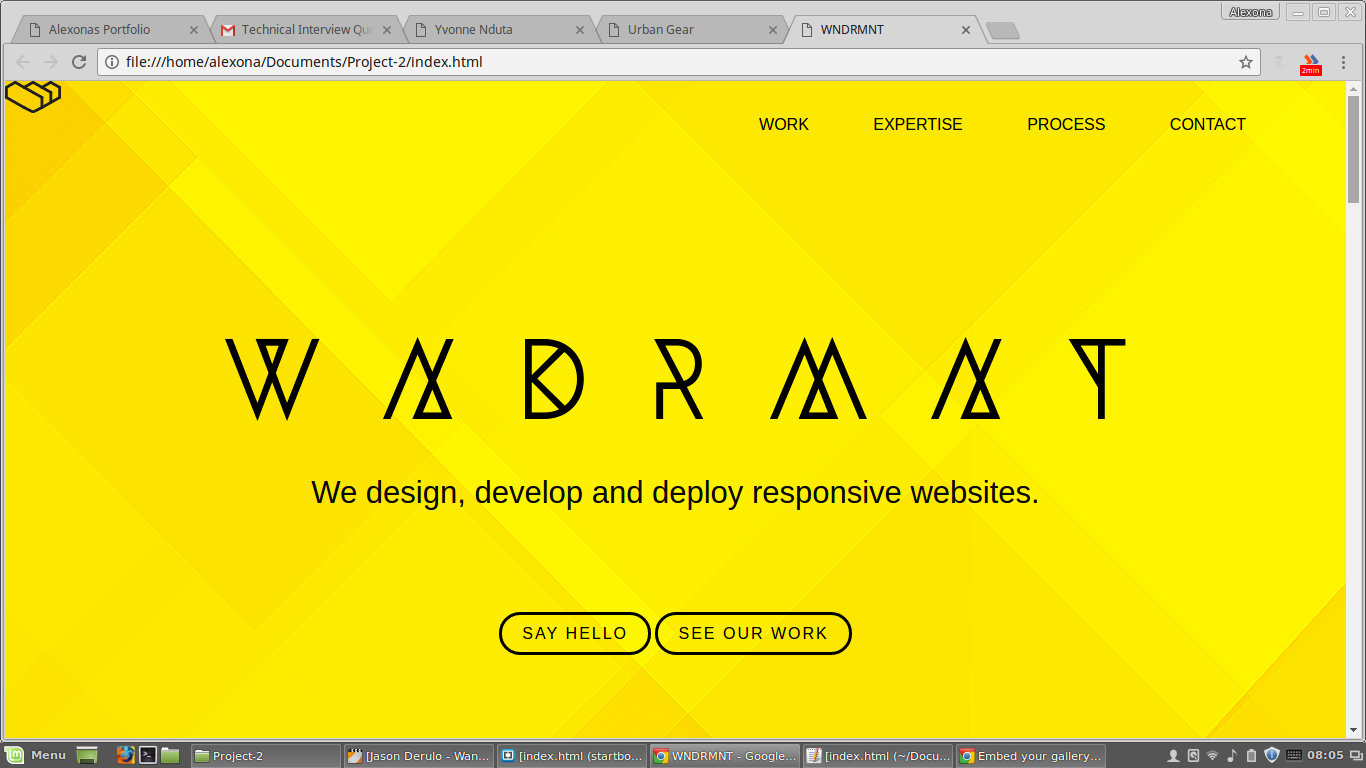 Alexona
Alexonas Portfolio
Technical Interview Que
Yvonne Nduta
Urban Gear
WNDRMNT
file:///home/alexona/Documents/Project-2/index.html
2min
WORK EXPERTISE PROCESS CONTACT
WNDRMNT
We design, develop and deploy responsive websites.
SAY HELLO SEE OUR WORK
Menu
Project-2
[Jason Derulo - Wan...
[index.html (startbo...
WNDRMNT - Google...
[index.html (~/Docu...
Embed your gallery...
08:05